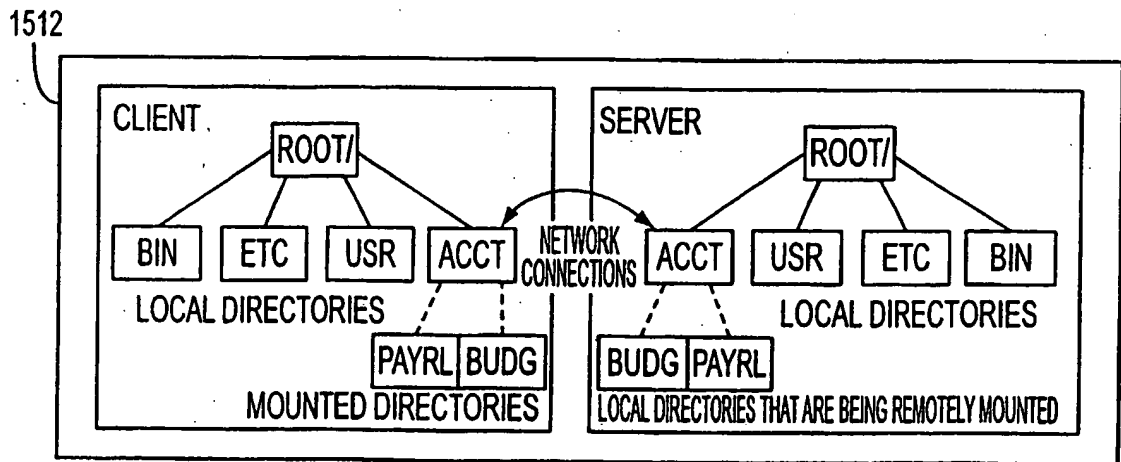 1512
CLIENT
ROOT/
BIN
ETC
USR
ACCT
LOCAL DIRECTORIES
PAYRL
BUDG
MOUNTED DIRECTORIES
NETWORK
CONNECTIONS
SERVER
ROOT/
ACCT
USR
ETC
BIN
LOCAL DIRECTORIES
BUDG
PAYRL
LOCAL DIRECTORIES THAT ARE BEING REMOTELY MOUNTED